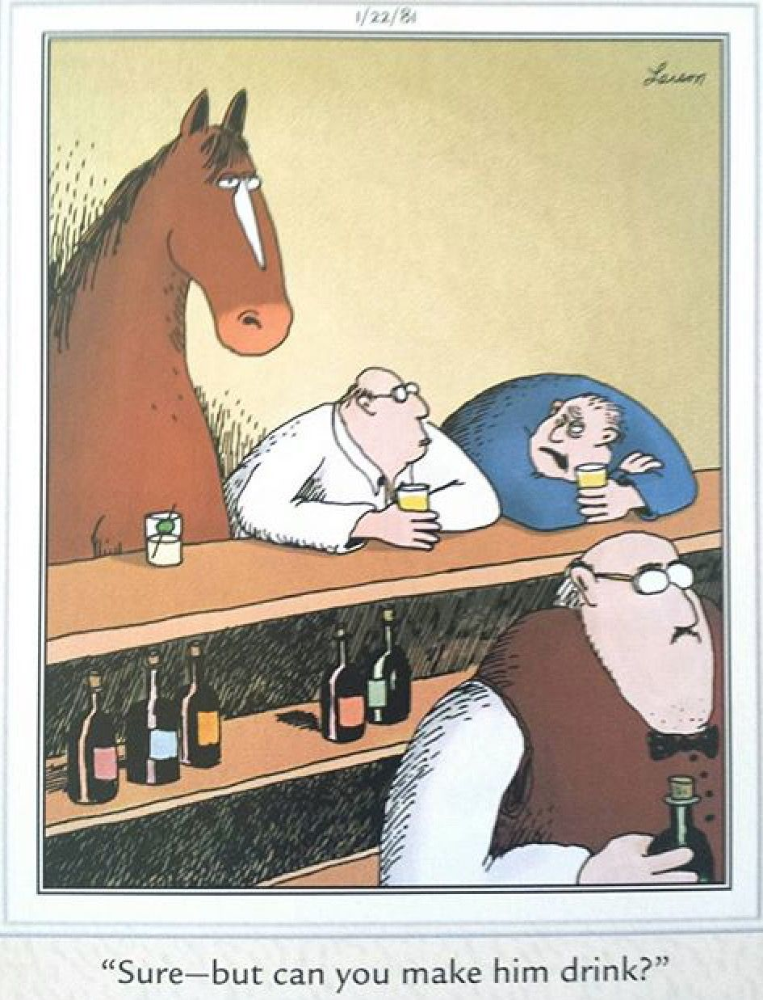 1/22/81
Larson
“Sure—but can you make him drink?”